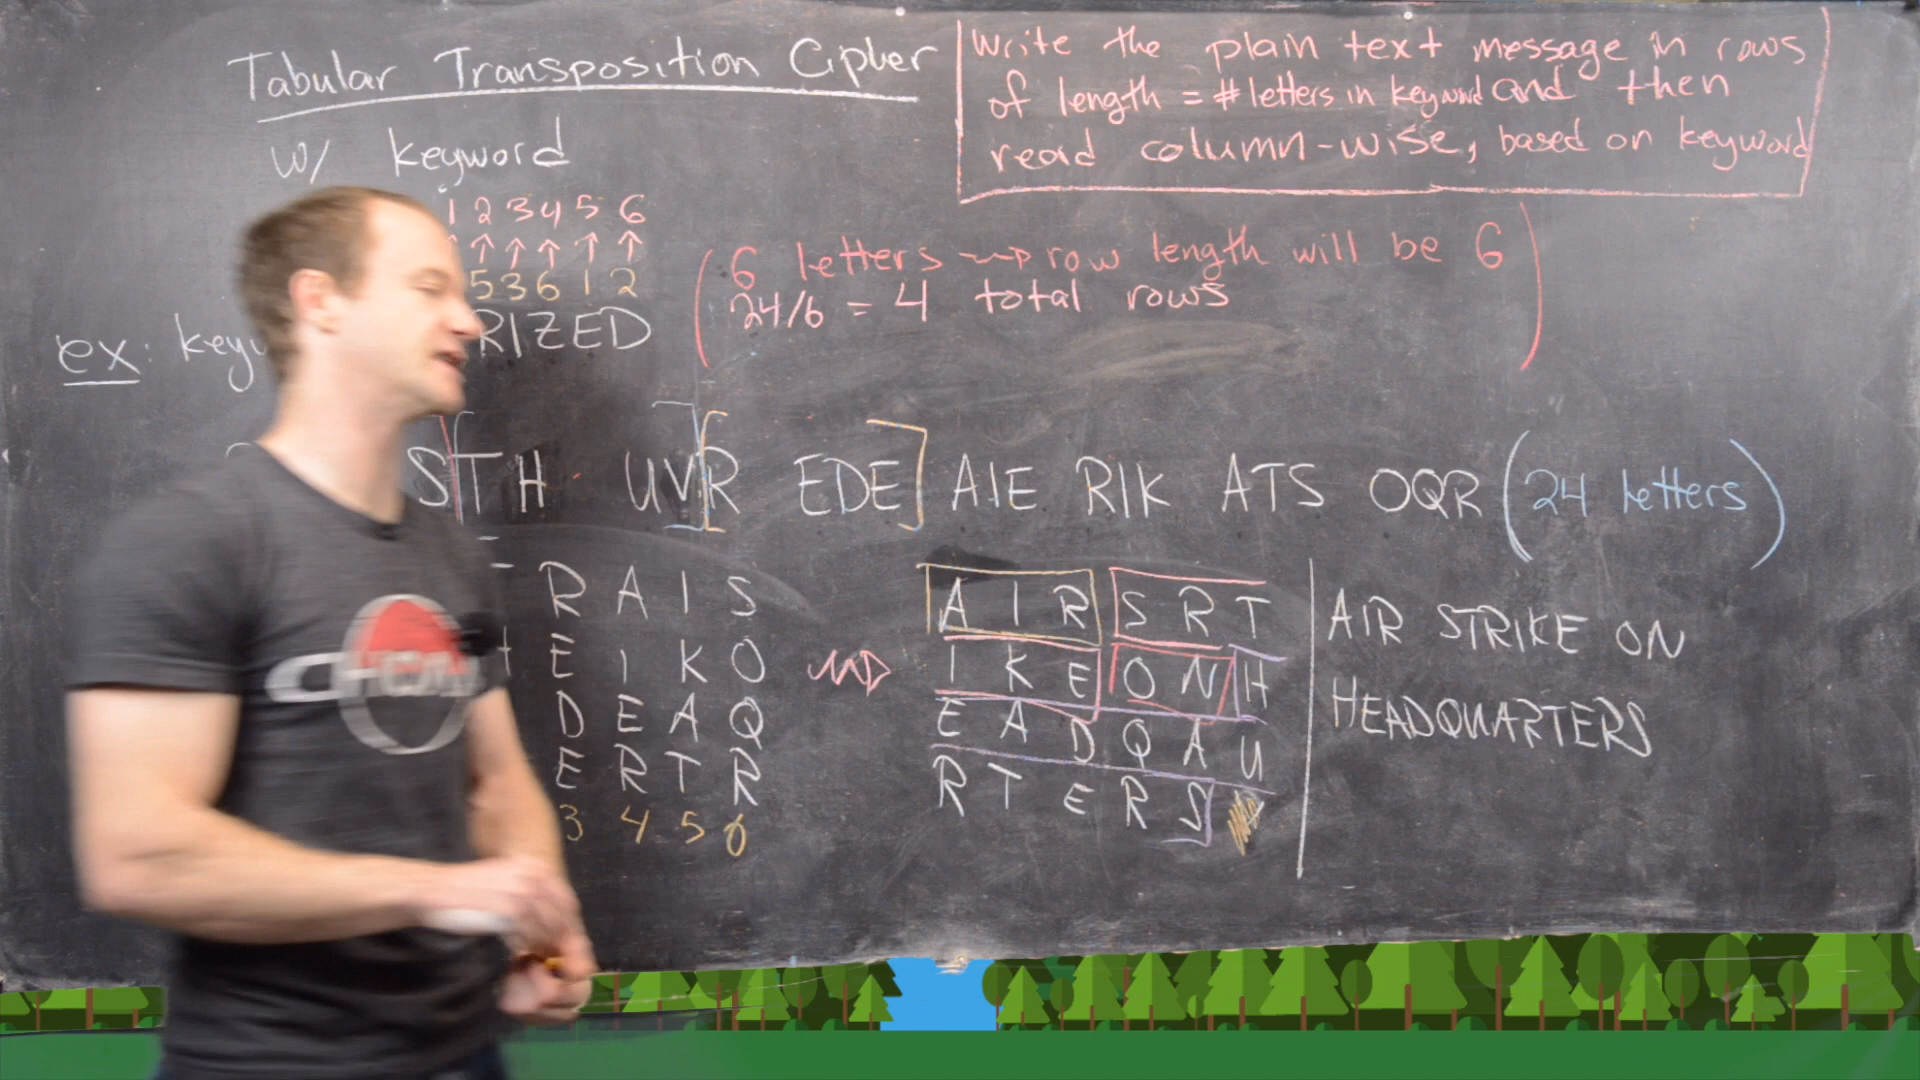 Tabular Transposition Cipher
w/ keyword
Write the plain text message in rows
of length = # letters in keyword and then
read column-wise, based on keyword
1 2 3 4 5 6
5 3 6 1 2
ex: keyw RIZED
6 letters row length will be 6
24/6 = 4 total rows
STH UVR EDE AIE RIK ATS OQR (24 letters)
R A I S
E I K O
D E A Q
E R T R
3 4 5 6
A I R S R T
I K E O N H
E A D Q A U
R T E R S
AIR STRIKE ON
HEADQUARTERS